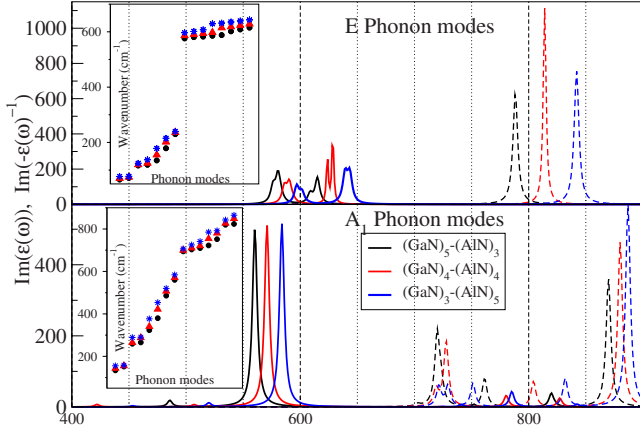 E Phonon modes
1000
800
600
400
200
0
Im(ε(ω)), Im(-ε(ω)⁻¹)
600
400
200
Wavenumber (cm⁻¹)
Phonon modes
A₁ Phonon modes
(GaN)₅-(AlN)₃
(GaN)₄-(AlN)₄
(GaN)₃-(AlN)₅
400
200
0
800
600
400
200
Wavenumber (cm⁻¹)
Phonon modes
400
600
800